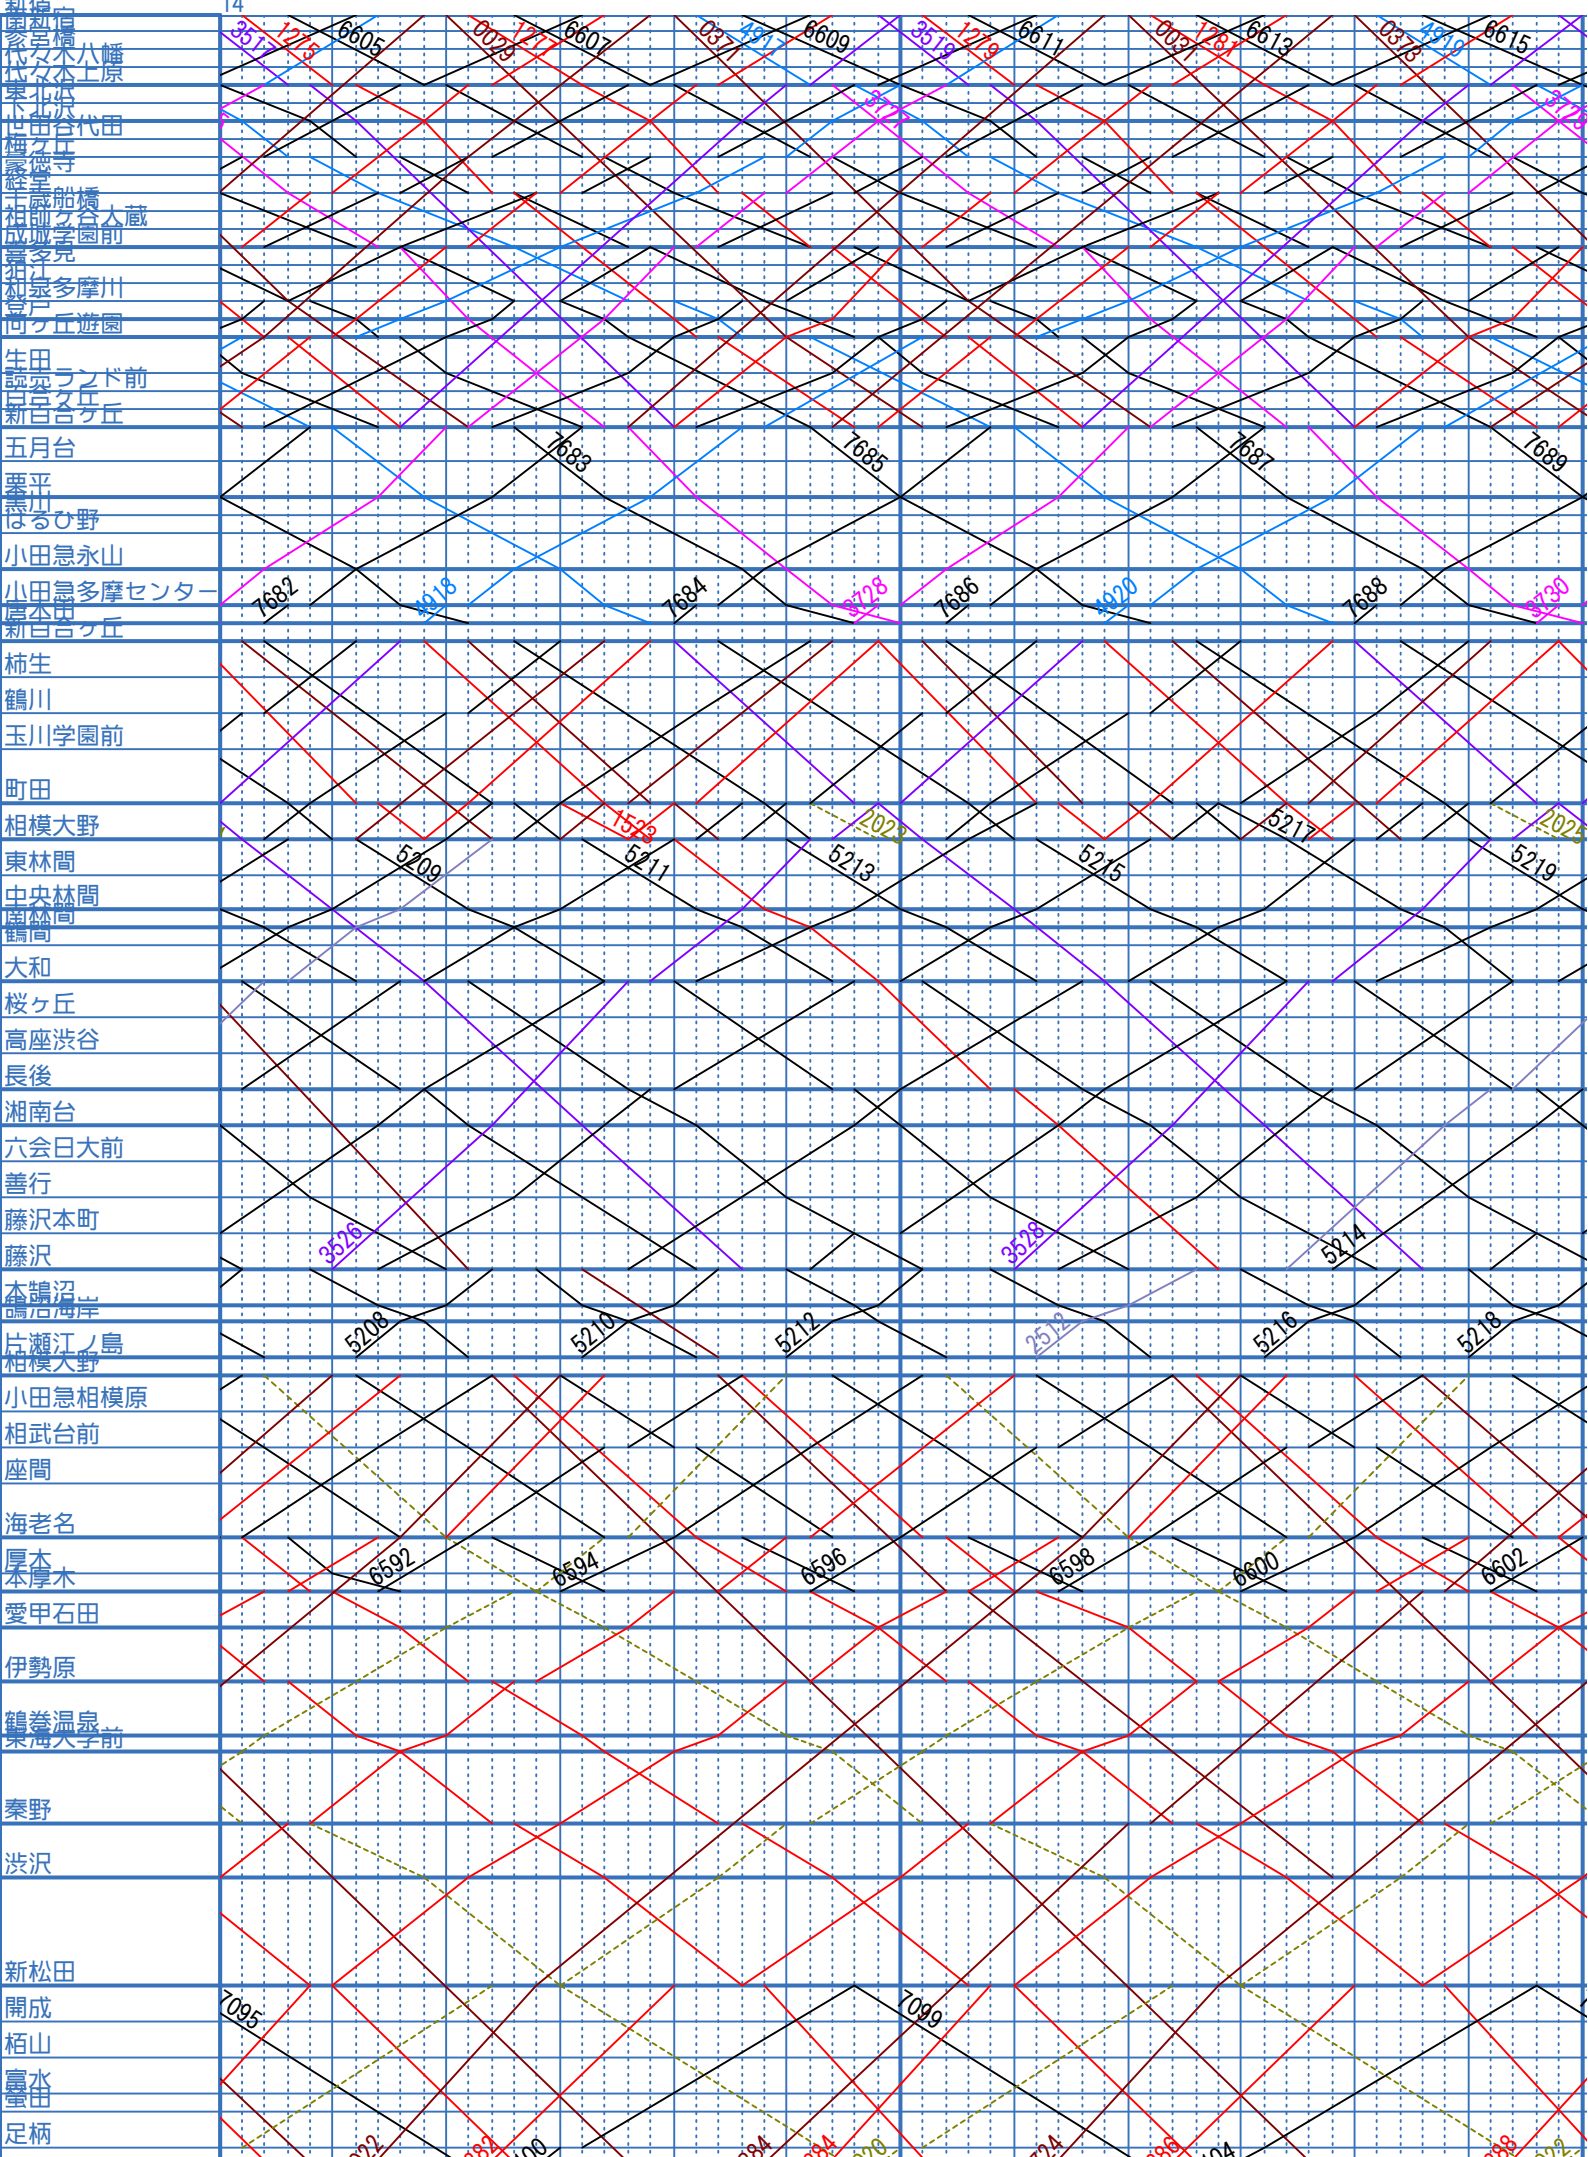 新宿
14
南新宿
参宮橋
代々木八幡
代々木上原
東北沢
下北沢
世田谷代田
梅ヶ丘
豪徳寺
経堂
千歳船橋
祖師ヶ谷大蔵
成城学園前
喜多見
狛江
和泉多摩川
登戸
向ヶ丘遊園
生田
読売ランド前
百合ヶ丘
新百合ヶ丘
五月台
栗平
黒川
はるひ野
小田急永山
小田急多摩センター
唐木田
新百合ヶ丘
柿生
鶴川
玉川学園前
町田
相模大野
東林間
中央林間
南林間
鶴間
大和
桜ヶ丘
高座渋谷
長後
湘南台
六会日大前
善行
藤沢本町
藤沢
本鵠沼
鵠沼海岸
片瀬江ノ島
相模大野
小田急相模原
相武台前
座間
海老名
厚木
本厚木
愛甲石田
伊勢原
鶴巻温泉
東海大学前
秦野
渋沢
新松田
開成
栢山
富水
螢田
足柄
3517
1275
6605
0029
1277
6607
0371
4917
6609
3519
1279
6611
0031
1281
6613
0373
4919
6615
3727
3729
7683
7685
7687
7689
7682
4918
7684
3728
7686
4920
7688
3730
1523
2023
5217
2025
5209
5211
5213
5215
5219
3526
3528
5214
5208
5210
5212
2512
5216
5218
6592
6594
6596
6598
6600
6602
7095
7099